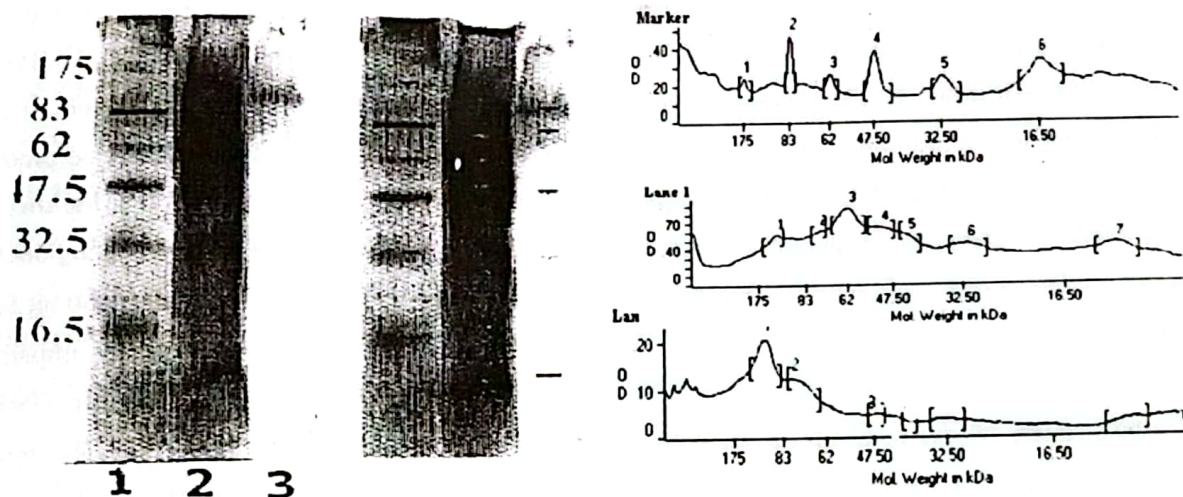 175
83
62
47.5
32.5
16.5
1 2 3
Marker
O
D
40
20
0
1 2 3 4 5 6
175 83 62 47.50 32.50 16.50
Mol. Weight in kDa
Lane 1
O
D
70
40
0
1 3 4 5 6 7
175 83 62 47.50 32.50 16.50
Mol. Weight in kDa
Lan
O
D
20
10
0
2 3
175 83 62 47.50 32.50 16.50
Mol. Weight in kDa